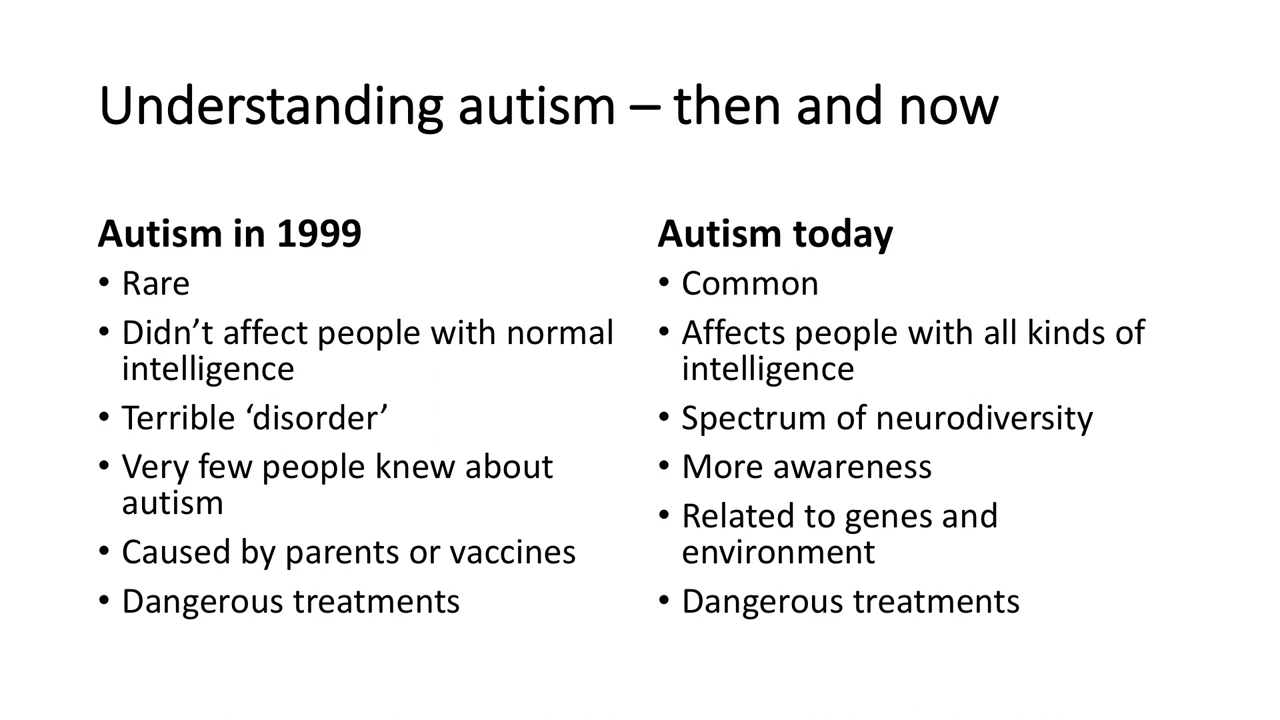 Understanding autism – then and now
Autism in 1999
• Rare
• Didn’t affect people with normal
intelligence
• Terrible ‘disorder’
• Very few people knew about
autism
• Caused by parents or vaccines
• Dangerous treatments
Autism today
• Common
• Affects people with all kinds of
intelligence
• Spectrum of neurodiversity
• More awareness
• Related to genes and
environment
• Dangerous treatments